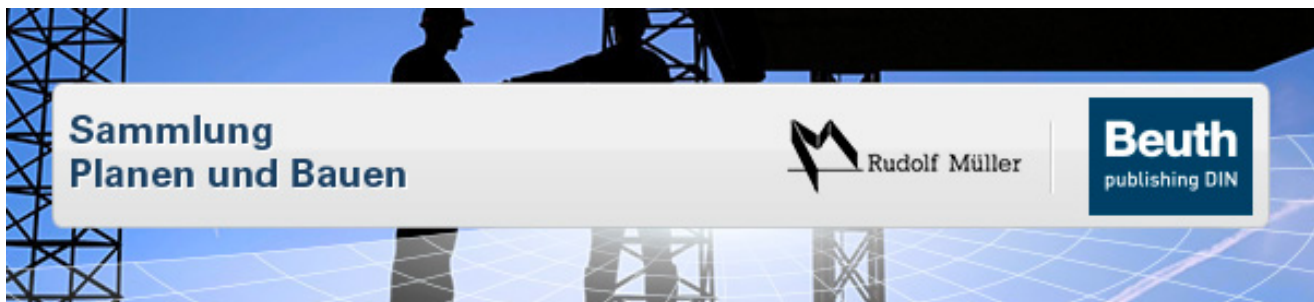 Sammlung
Planen und Bauen
Rudolf Müller
Beuth
publishing DIN